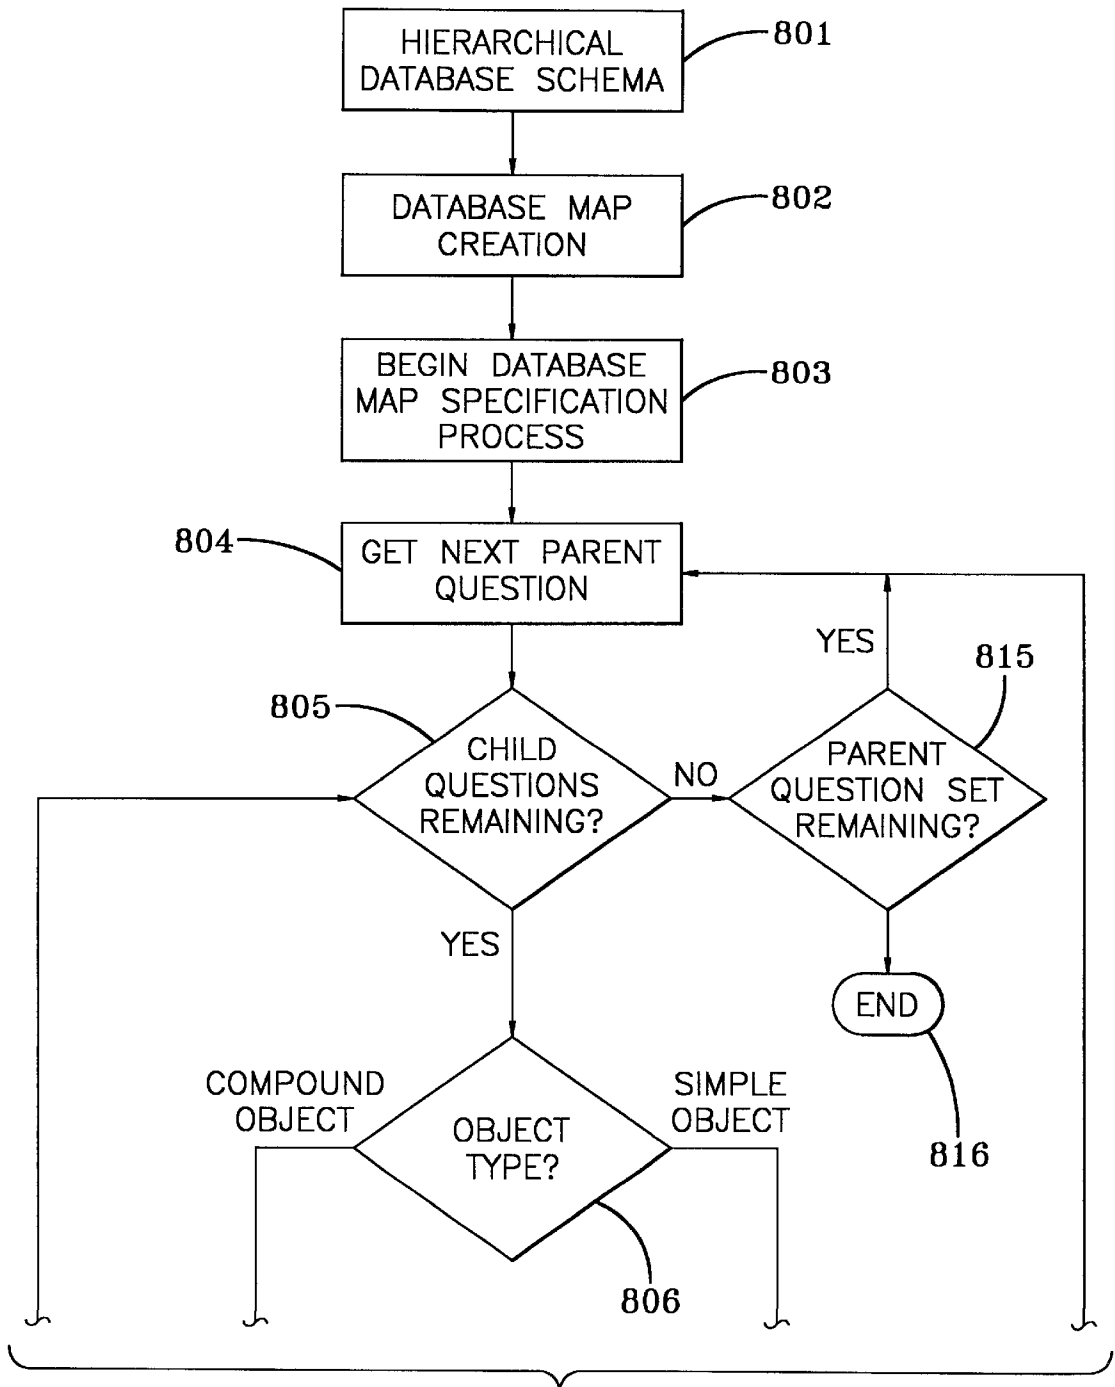 HIERARCHICAL
DATABASE SCHEMA
801
DATABASE MAP
CREATION
802
BEGIN DATABASE
MAP SPECIFICATION
PROCESS
803
804
GET NEXT PARENT
QUESTION
YES
815
805
CHILD
QUESTIONS
REMAINING?
NO
PARENT
QUESTION SET
REMAINING?
YES
END
816
COMPOUND
OBJECT
OBJECT
TYPE?
SIMPLE
OBJECT
806